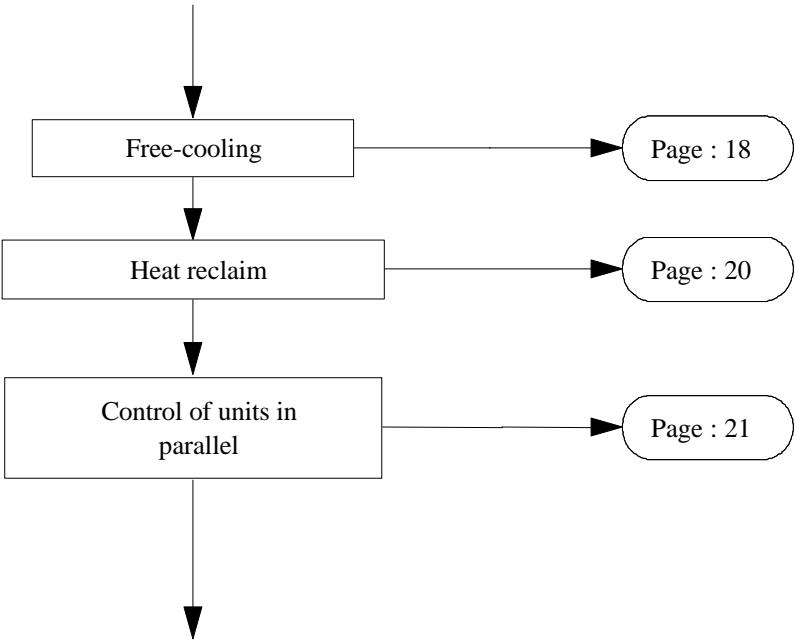 Free-cooling
Page : 18
Heat reclaim
Page : 20
Control of units in
parallel
Page : 21